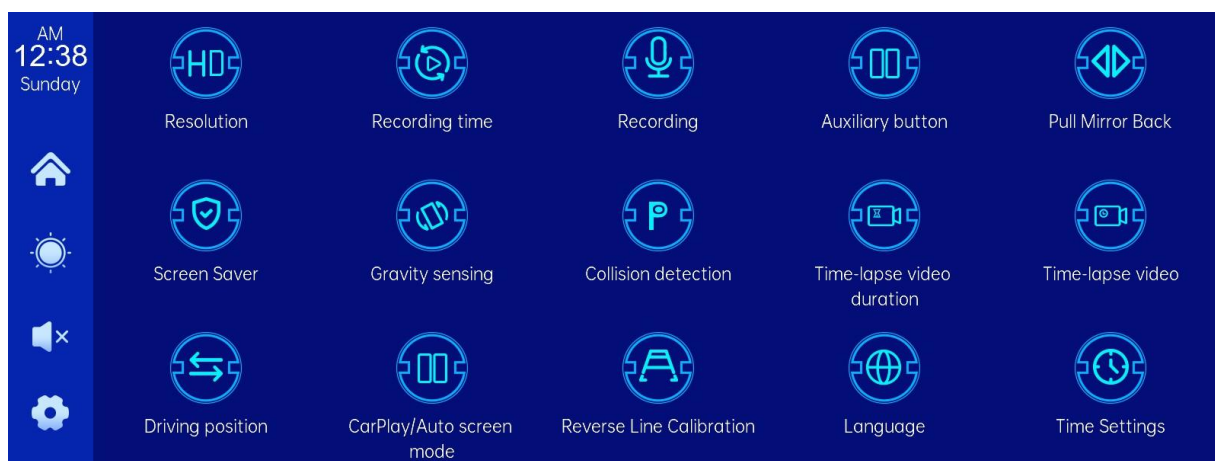 AM
12:38
Sunday
HD
Resolution
Recording time
Recording
Auxiliary button
Pull Mirror Back
P
Screen Saver
Gravity sensing
Collision detection
Time-lapse video
duration
Time-lapse video
Driving position
CarPlay/Auto screen
mode
Reverse Line Calibration
Language
Time Settings